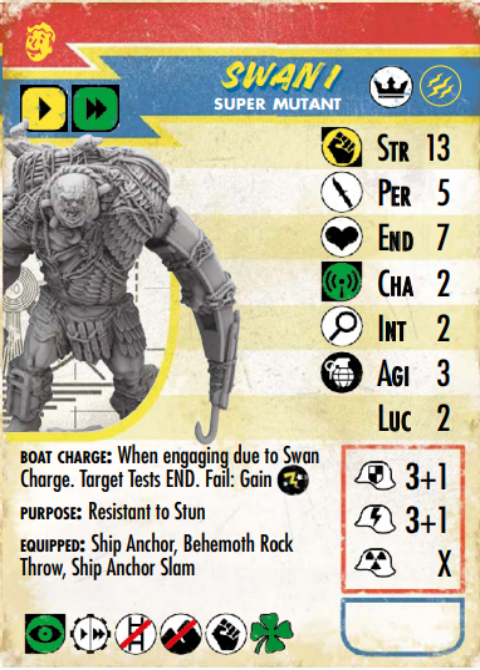 SWAN 1
SUPER MUTANT
STR 13
PER 5
END 7
CHA 2
INT 2
AGI 3
LUC 2
BOAT CHARGE: When engaging due to Swan
Charge. Target Tests END. Fail: Gain
PURPOSE: Resistant to Stun
EQUIPPED: Ship Anchor, Behemoth Rock
Throw, Ship Anchor Slam
3+1
3+1
X